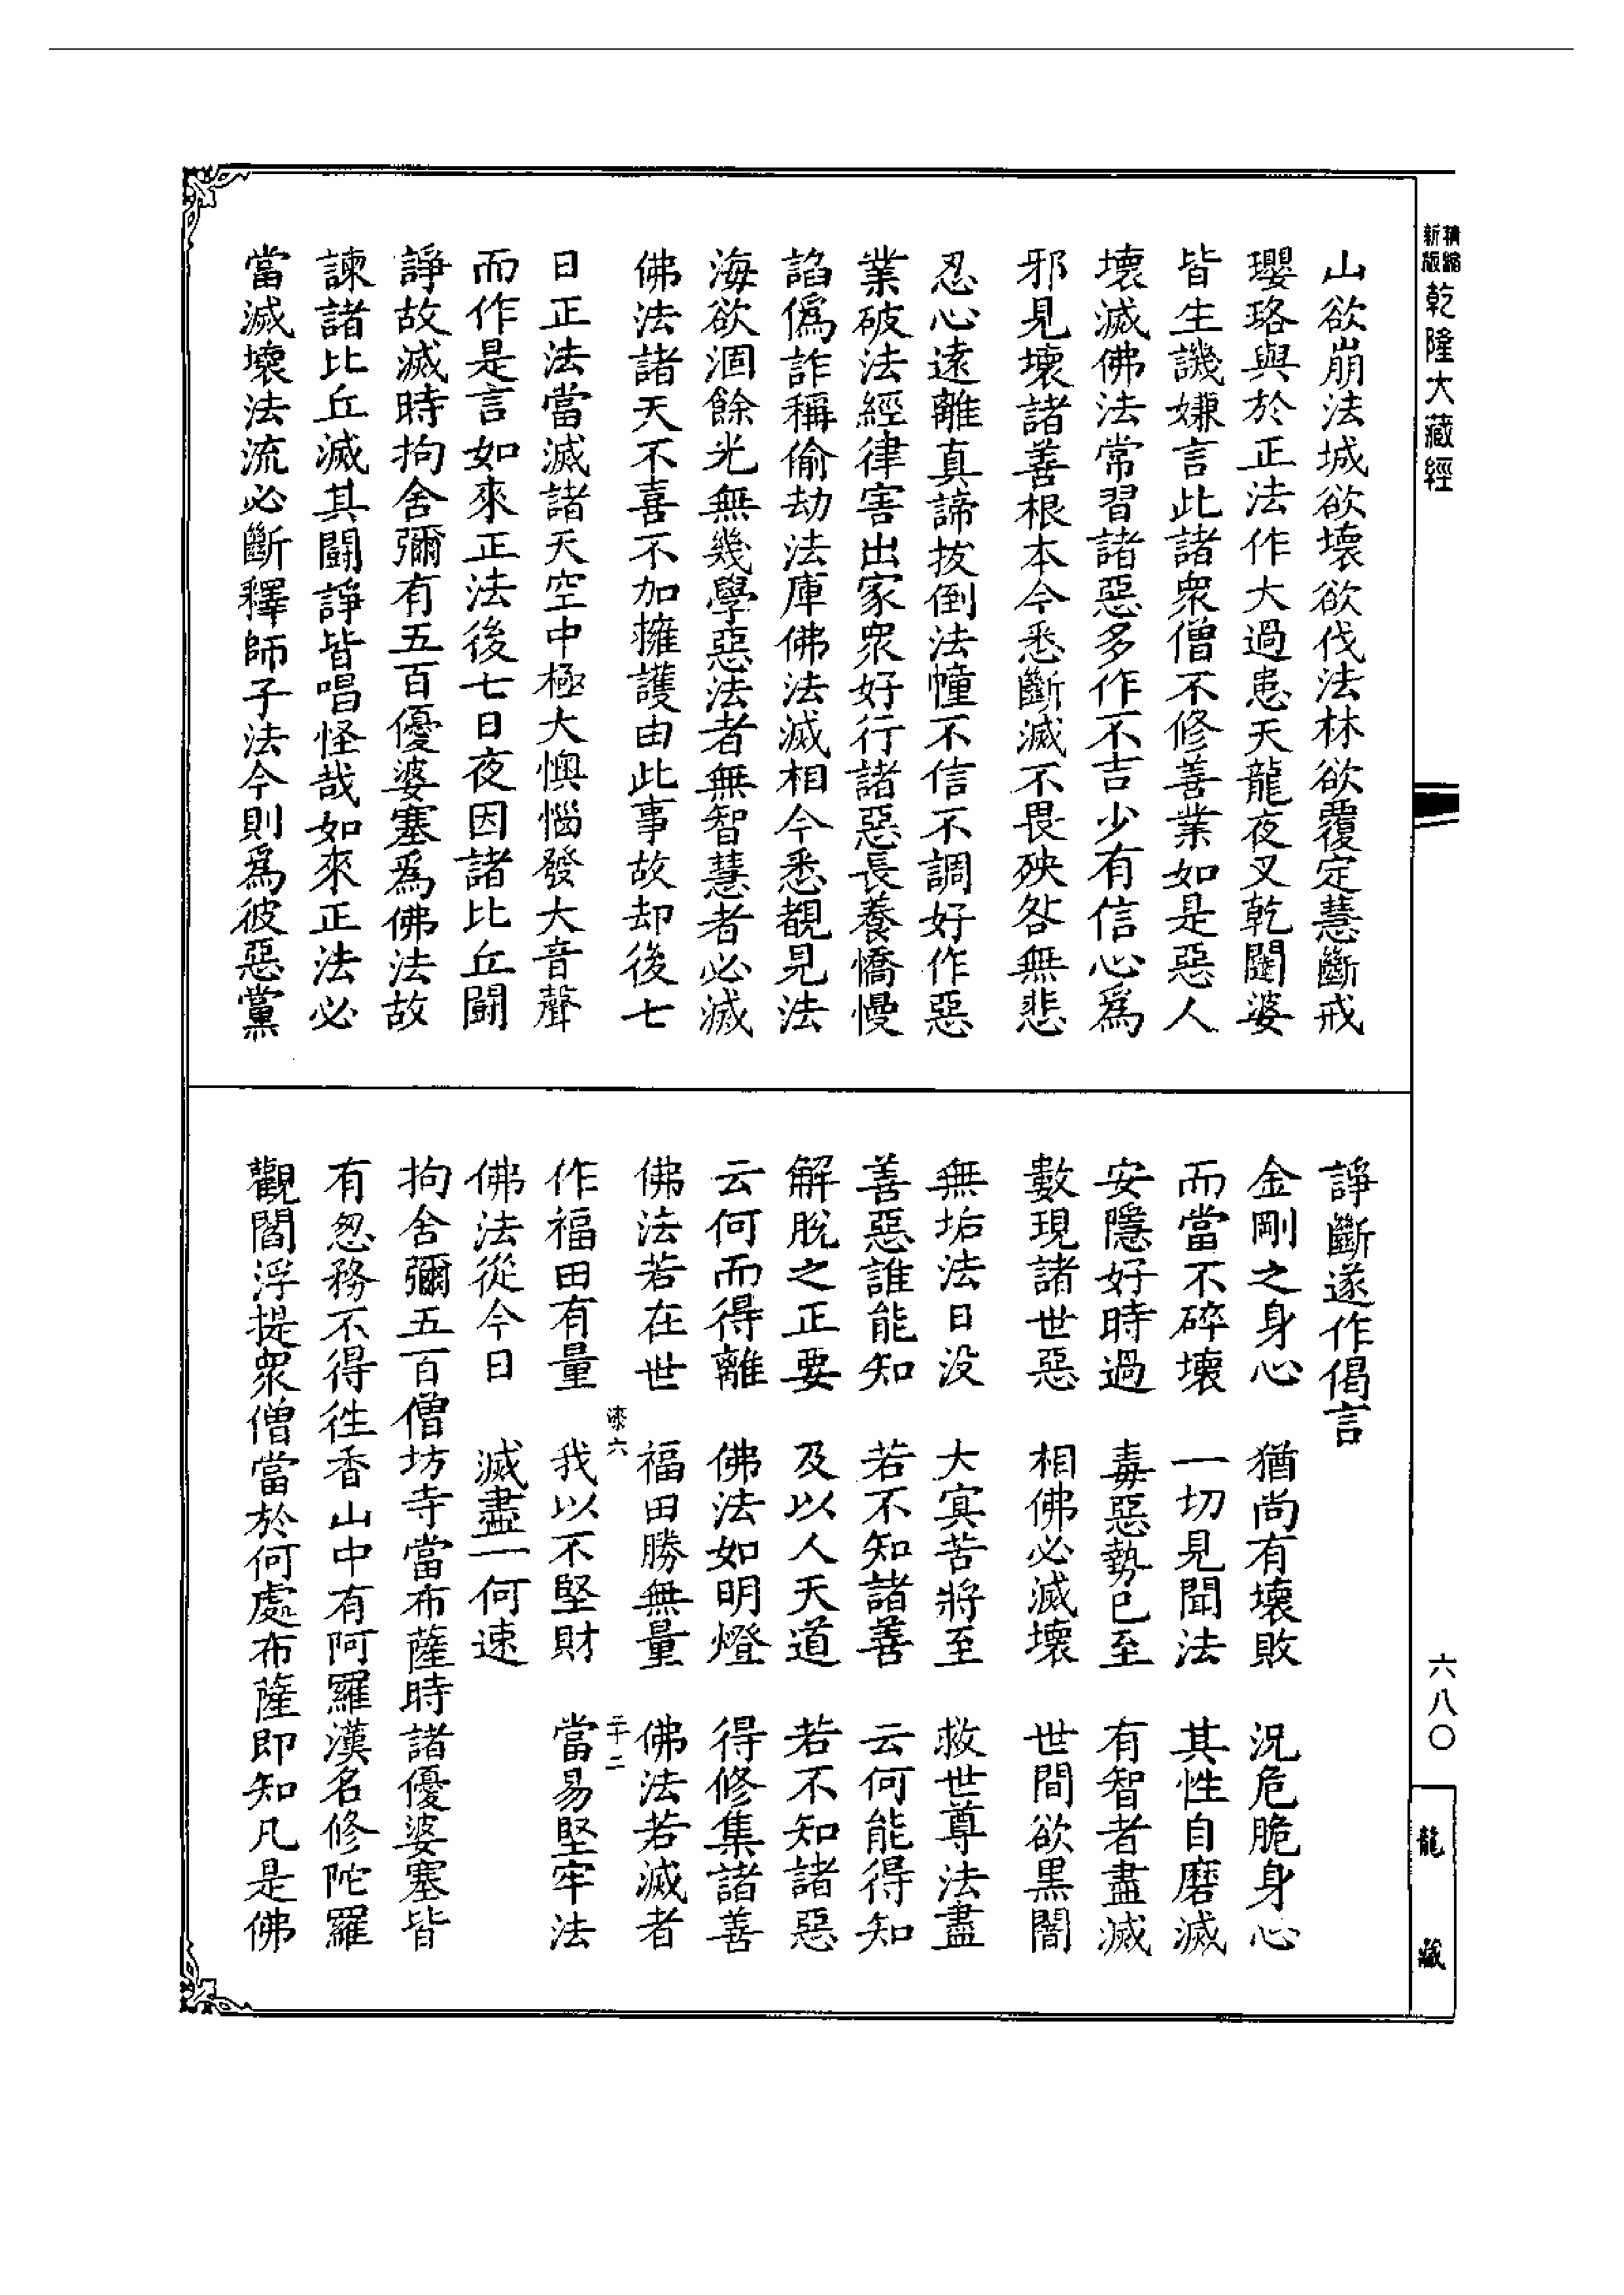 精縮
新版
乾隆大藏經
山欲崩法城欲壞欲伐法林欲覆定慧斷戒
瓔珞與於正法作大過患天龍夜叉乾闥婆
皆生譏嫌言此諸衆僧不修善業如是惡人
壞滅佛法常習諸惡多作不吉少有信心爲
邪見壞諸善根本今悉斷滅不畏殃咎無悲
忍心遠離真諦拔倒法幢不信不調好作惡
業破法經律害出家衆好行諸惡長養憍慢
諂僞詐稱偷劫法庫佛法滅相今悉覩見法
海欲涸餘光無幾學惡法者無智慧者必滅
佛法諸天不喜不加擁護由此事故却後七
日正法當滅諸天空中極大懊惱發大音聲
而作是言如來正法後七日夜因諸比丘鬪
諍故滅時拘舍彌有五百優婆塞爲佛法故
諫諸比丘滅其鬪諍皆唱怪哉如來正法必
當滅壞法流必斷釋師子法今則爲彼惡黨
諍斷遂作偈言
金剛之身心　猶尚有壞敗　況危脆身心
而當不碎壞　一切見聞法　其性自磨滅
安隱好時過　毒惡勢已至　有智者盡滅
數現諸世惡　相佛必滅壞　世間欲黑闇
無垢法日没　大冥苦將至　救世尊法盡
善惡誰能知　若不知諸善　云何能得知
解脫之正要　及以人天道　若不知諸惡
云何而得離　佛法如明燈　得修集諸善
佛法若在世　福田勝無量　佛法若滅者
漆六　二十二
作福田有量　我以不堅財　當易堅牢法
佛法從今日　滅盡一何速
拘舍彌五百僧坊寺當布薩時諸優婆塞皆
有怱務不得徃香山中有阿羅漢名修陀羅
觀閻浮提衆僧當於何處布薩即知凡是佛
六八〇
龍藏